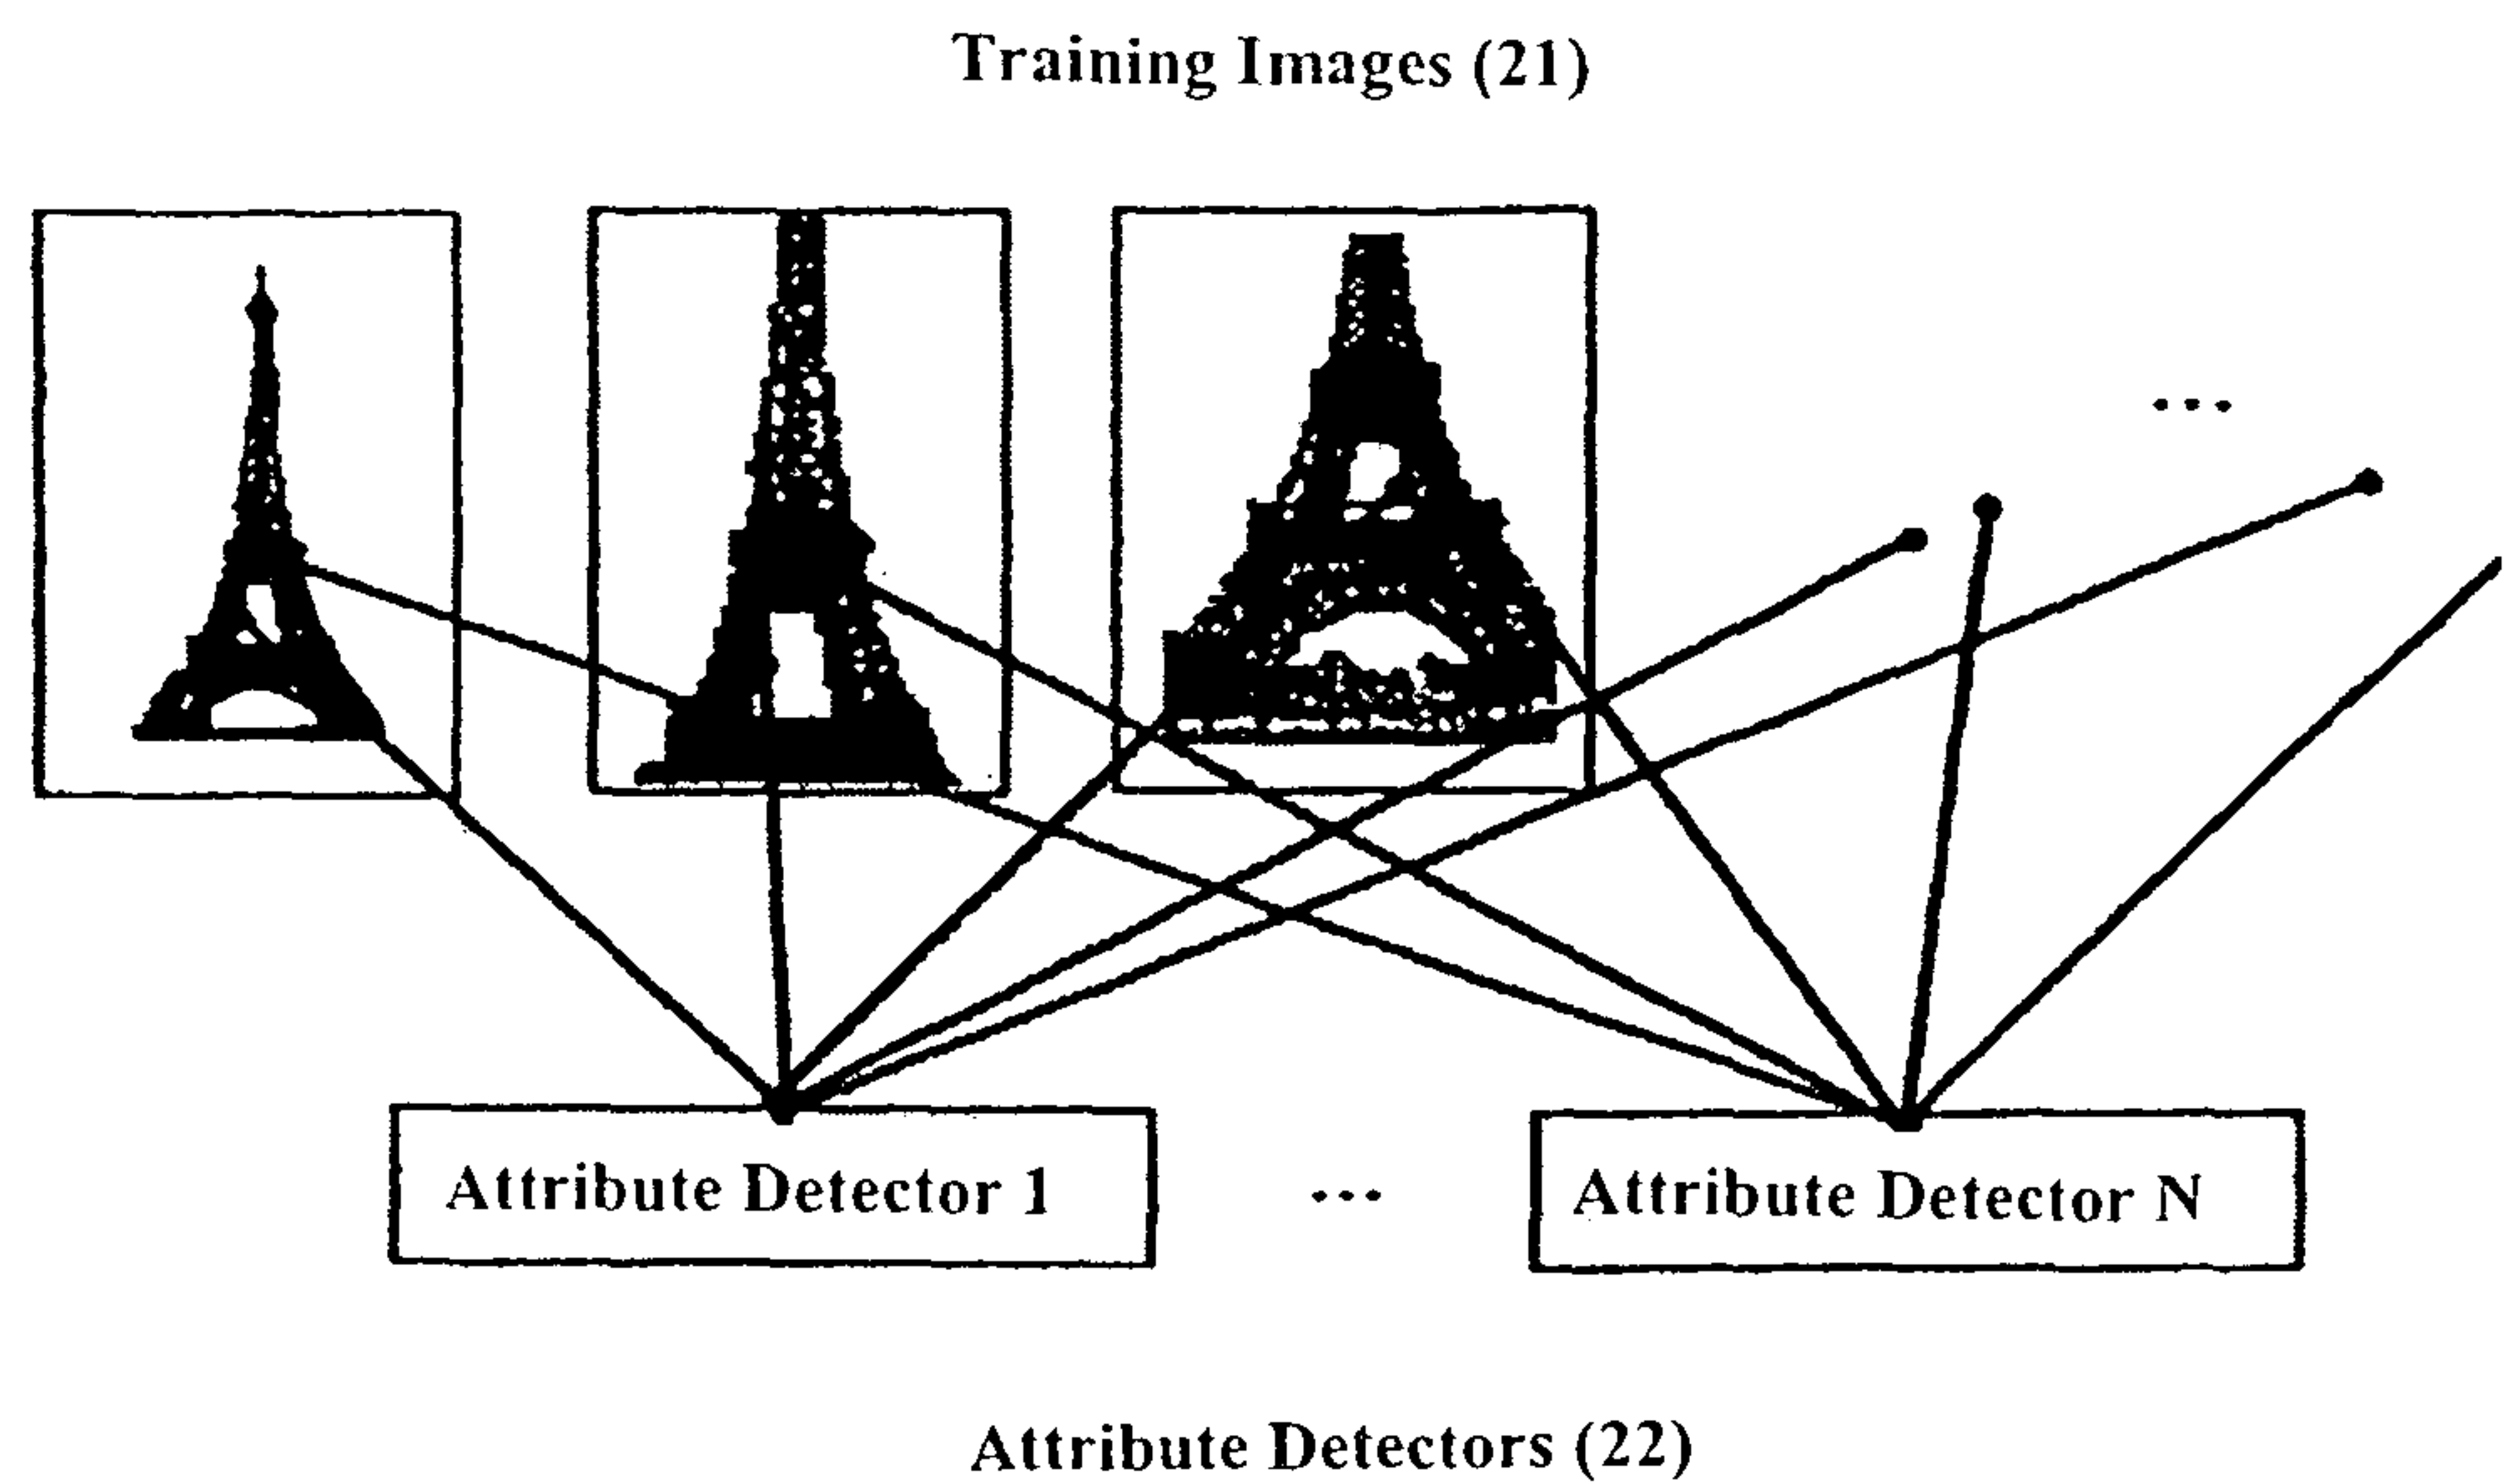 Training Images (21)
...
Attribute Detector 1 ... Attribute Detector N
Attribute Detectors (22)